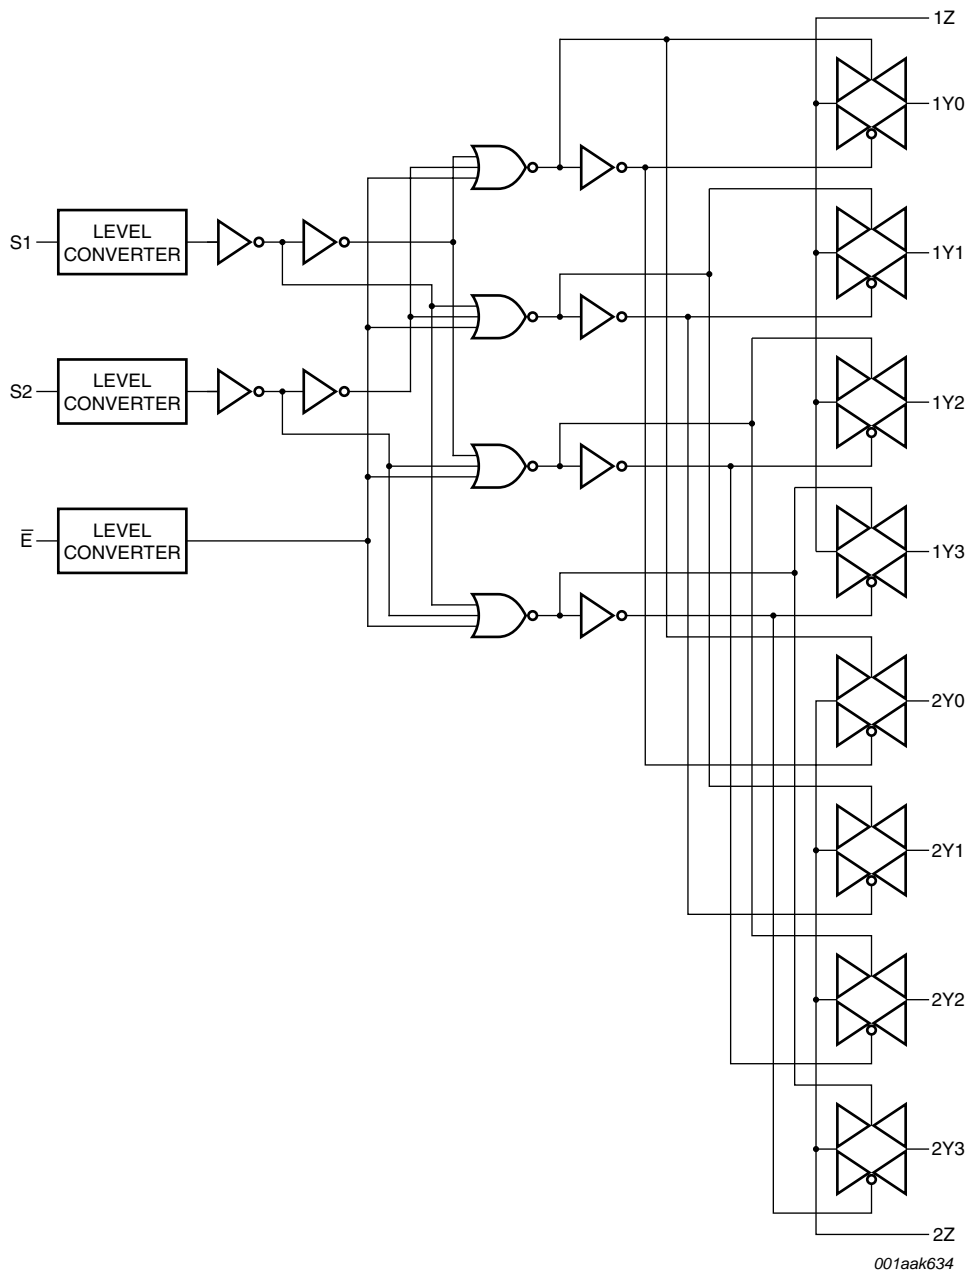 1Z
1Y0
S1
LEVEL
CONVERTER
1Y1
S2
LEVEL
CONVERTER
1Y2
E̅
LEVEL
CONVERTER
1Y3
2Y0
2Y1
2Y2
2Y3
2Z
001aak634